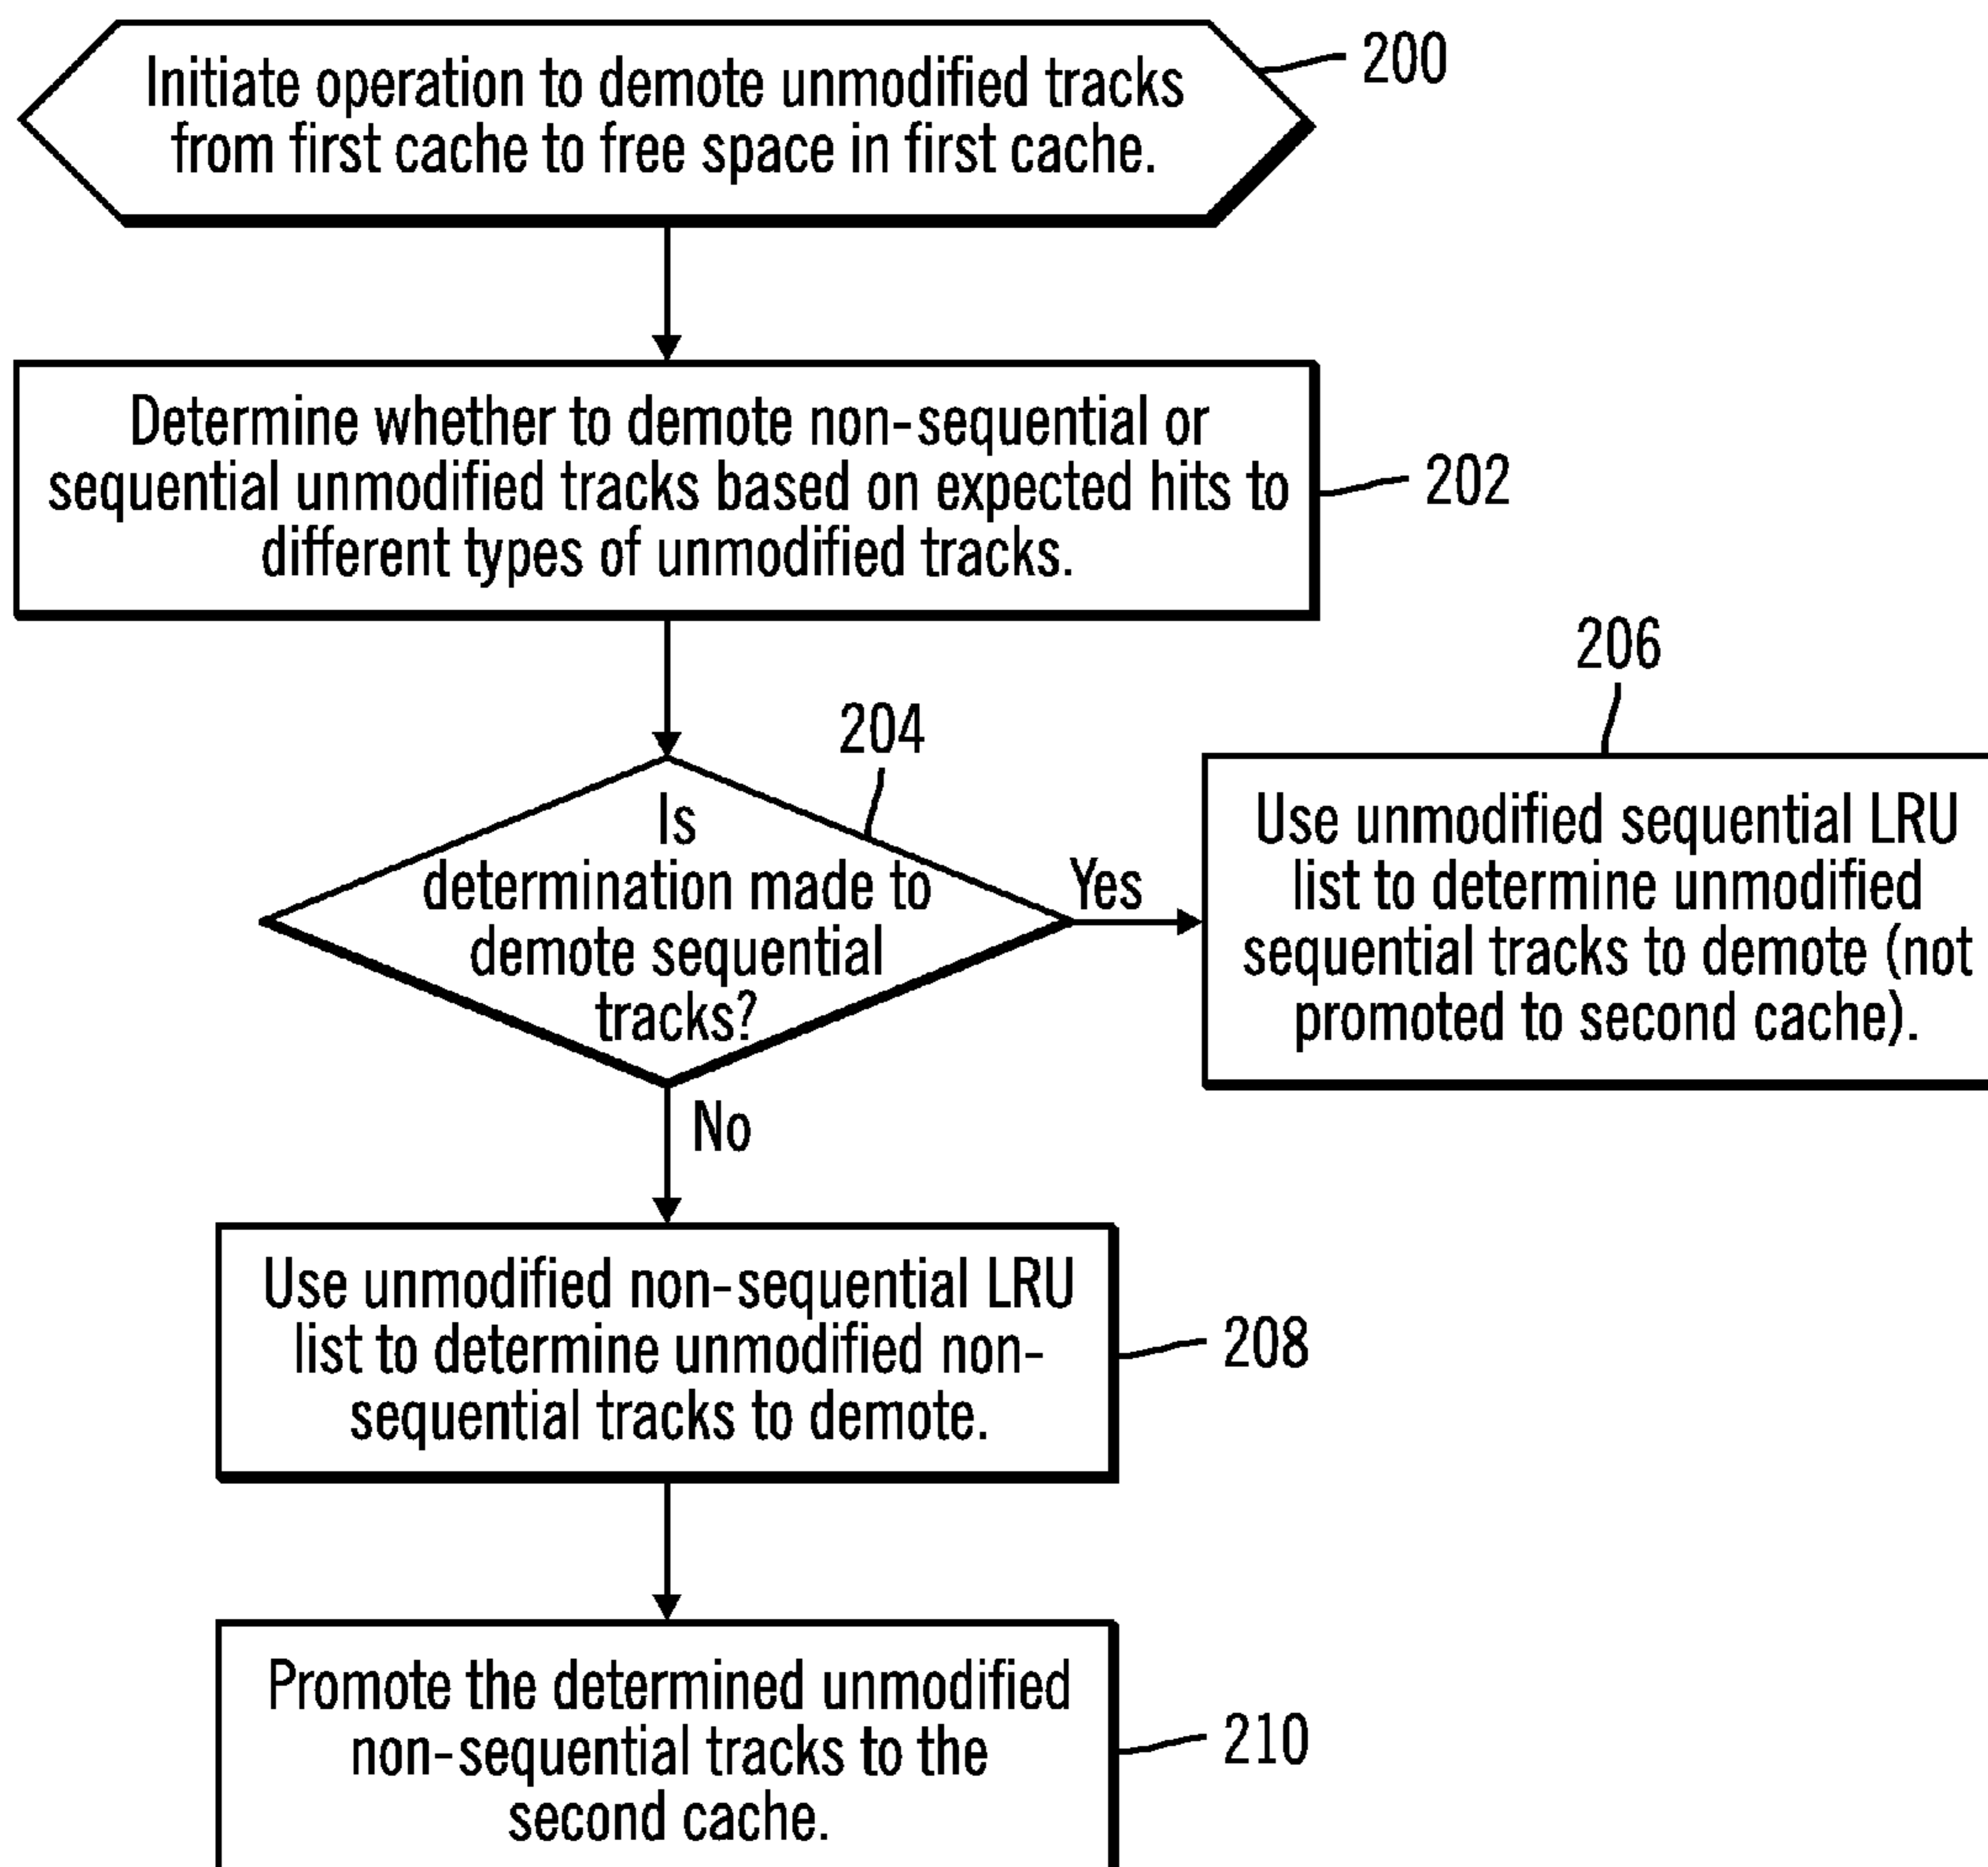 Initiate operation to demote unmodified tracks
from first cache to free space in first cache.
200
Determine whether to demote non-sequential or
sequential unmodified tracks based on expected hits to
different types of unmodified tracks.
202
204
Is
determination made to
demote sequential
tracks?
Yes
206
Use unmodified sequential LRU
list to determine unmodified
sequential tracks to demote (not
promoted to second cache).
No
Use unmodified non-sequential LRU
list to determine unmodified non-
sequential tracks to demote.
208
Promote the determined unmodified
non-sequential tracks to the
second cache.
210